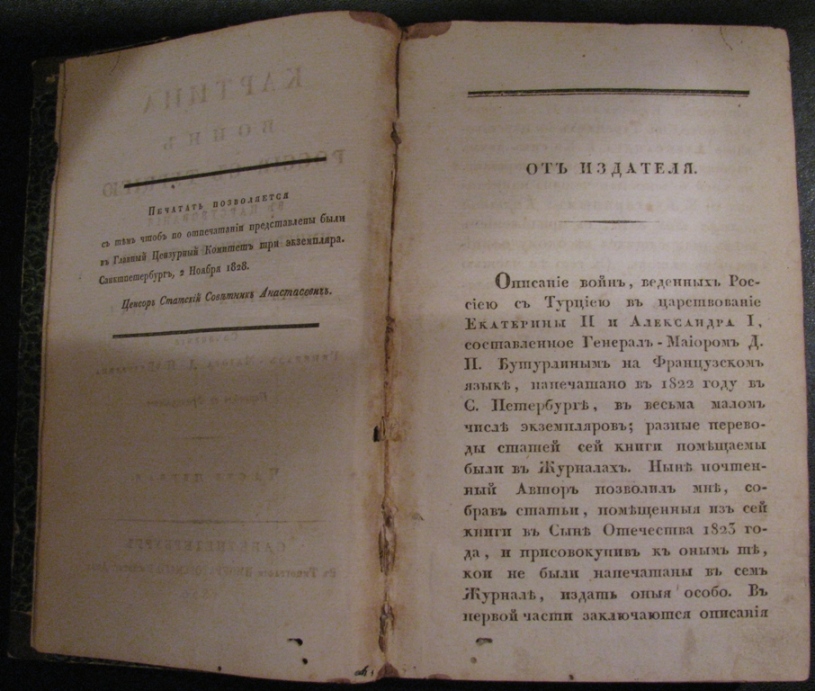 Печатать позволяется
съ тѣмъ чтобъ по отпечатаніи представлены были
въ Главный Цензурный Комитетъ три экземпляра.
Санктпетербургъ, 2 Ноября 1828.
Ценсоръ Статскій Совѣтникъ Анастасевичъ.
ОТЪ ИЗДАТЕЛЯ.
Описаніе войнъ, веденныхъ Рос-
сіею съ Турціею въ царствованіе
Екатерины II и Александра I,
составленное Генералъ-Маіоромъ Д.
П. Бутурлинымъ на Французскомъ
языкѣ, напечатано въ 1822 году въ
С. Петербургѣ, въ весьма маломъ
числѣ экземпляровъ; разные перево-
ды статей сей книги помѣщаемы
были въ Журналахъ. Нынѣ почтен-
ный Авторъ позволилъ мнѣ, со-
бравъ статьи, помѣщенныя изъ сей
книги въ Сынѣ Отечества 1823 го-
да, и присовокупивъ къ онымъ тѣ,
кои не были напечатаны въ семъ
Журналѣ, издать оныя особо. Въ
первой части заключаются описанія